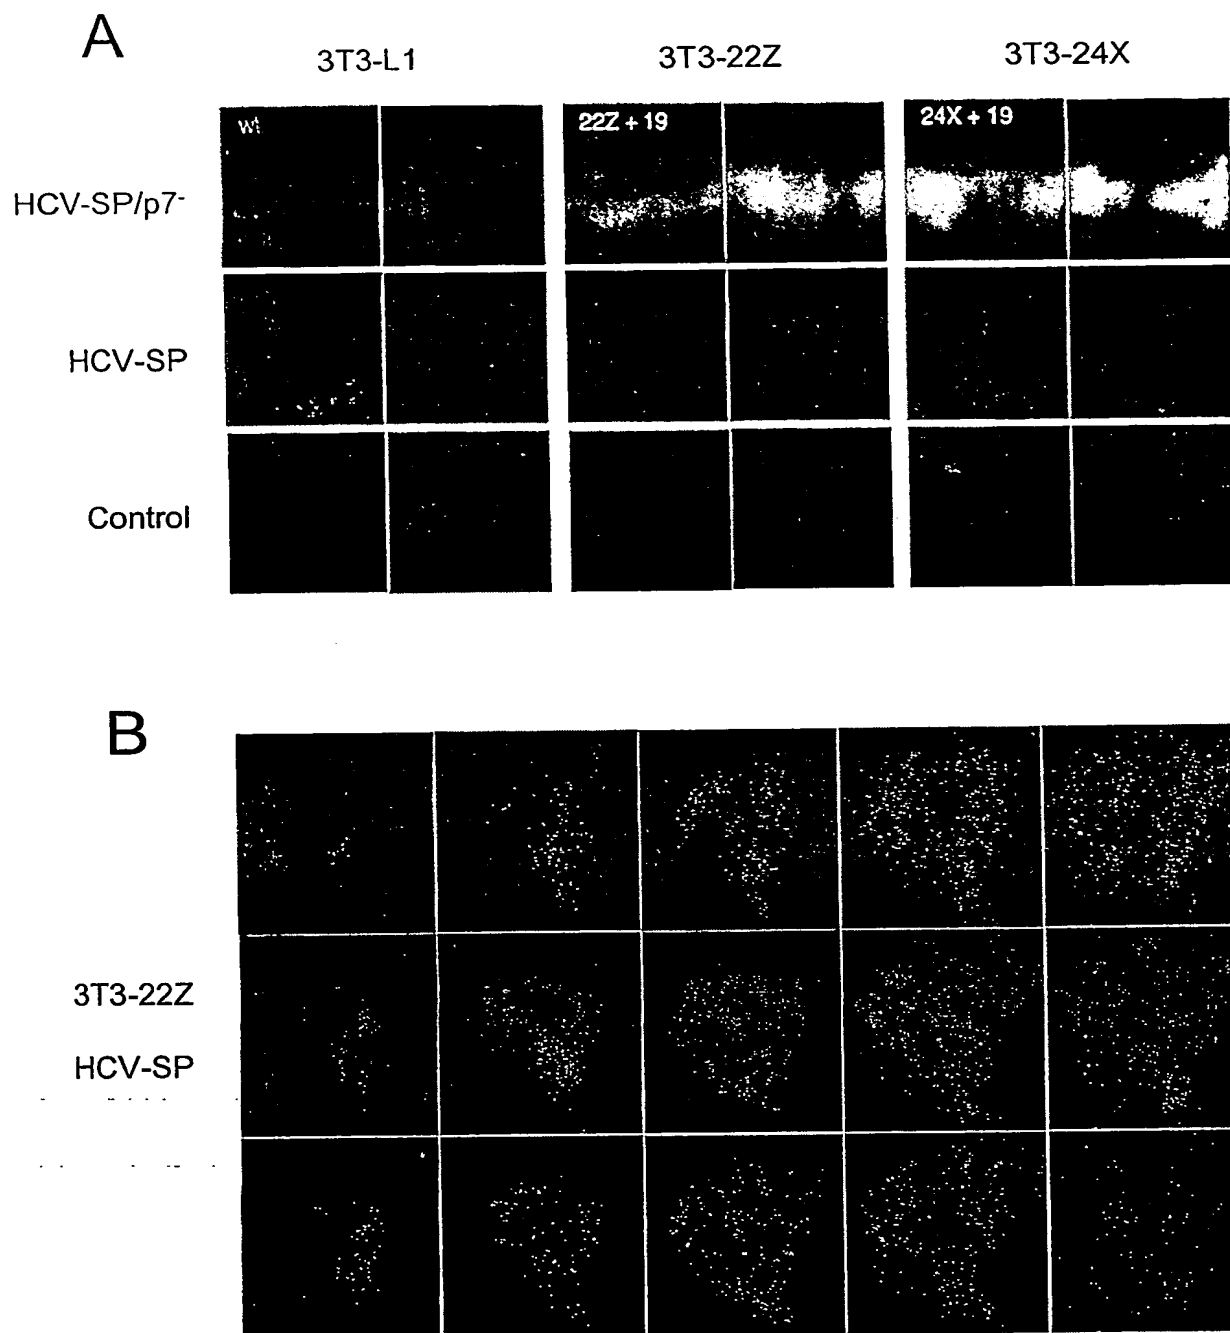 A
3T3-L1 3T3-22Z 3T3-24X
wt 22Z + 19 24X + 19
HCV-SP/p7-
HCV-SP
Control
B
3T3-22Z
HCV-SP